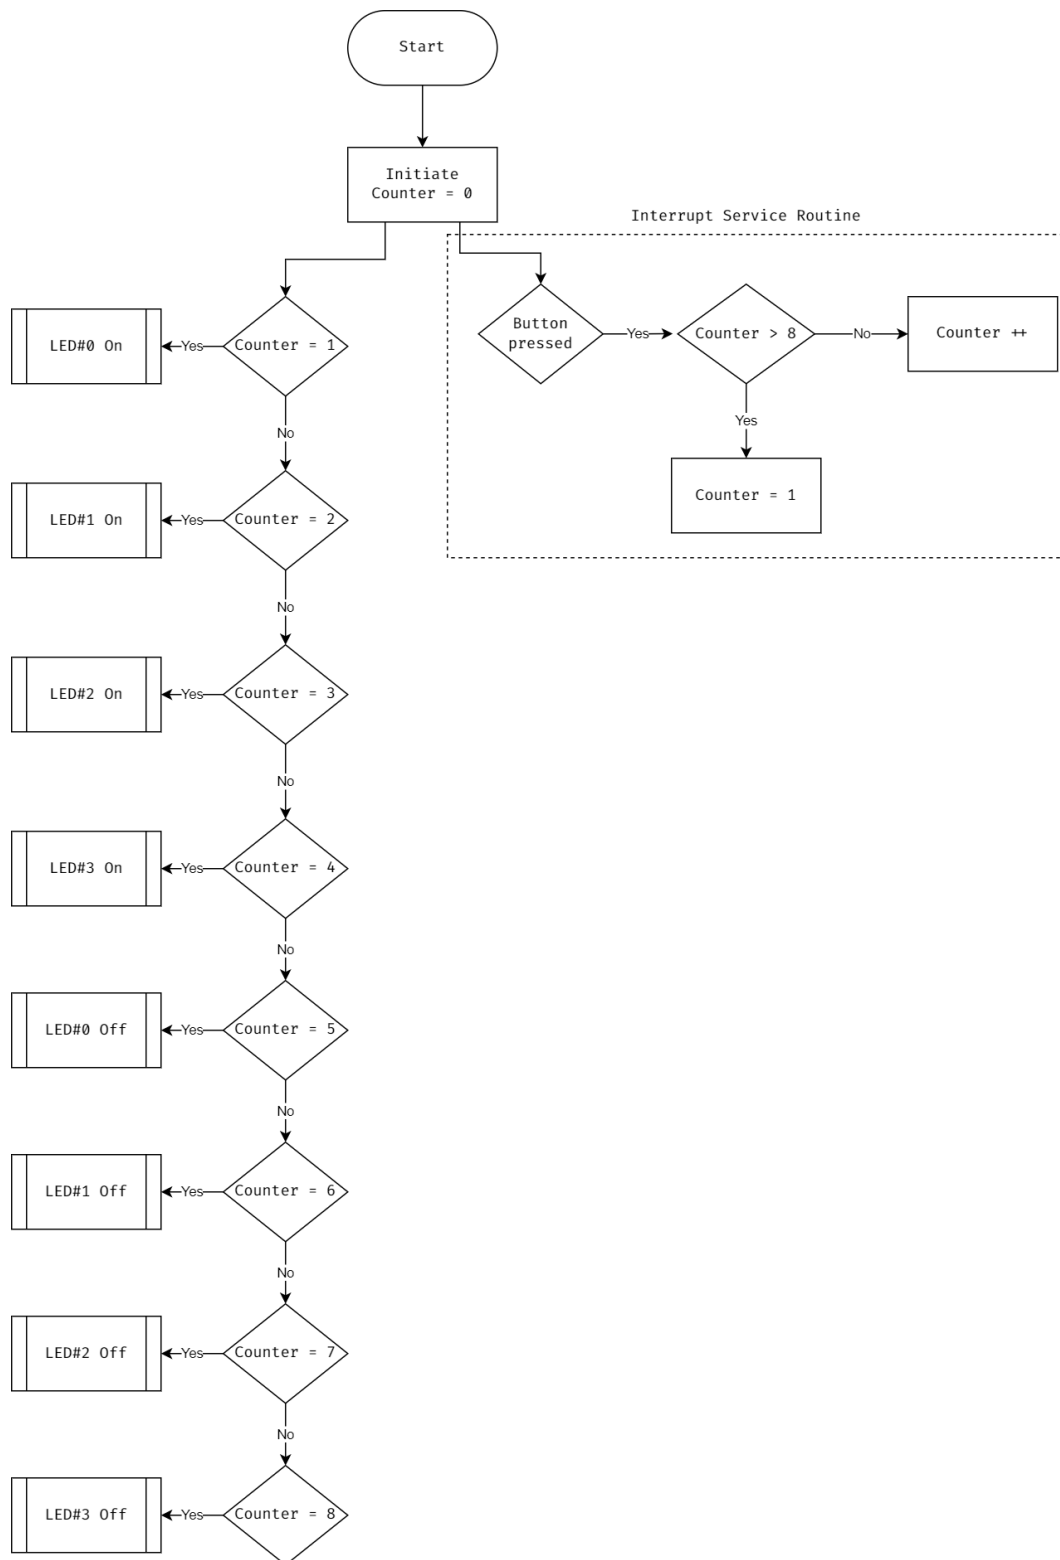 Start
Initiate
Counter = 0
Interrupt Service Routine
Button
pressed
Yes
Counter > 8
No
Counter ++
Yes
Counter = 1
LED#0 On
Yes
Counter = 1
No
LED#1 On
Yes
Counter = 2
No
LED#2 On
Yes
Counter = 3
No
LED#3 On
Yes
Counter = 4
No
LED#0 Off
Yes
Counter = 5
No
LED#1 Off
Yes
Counter = 6
No
LED#2 Off
Yes
Counter = 7
No
LED#3 Off
Yes
Counter = 8